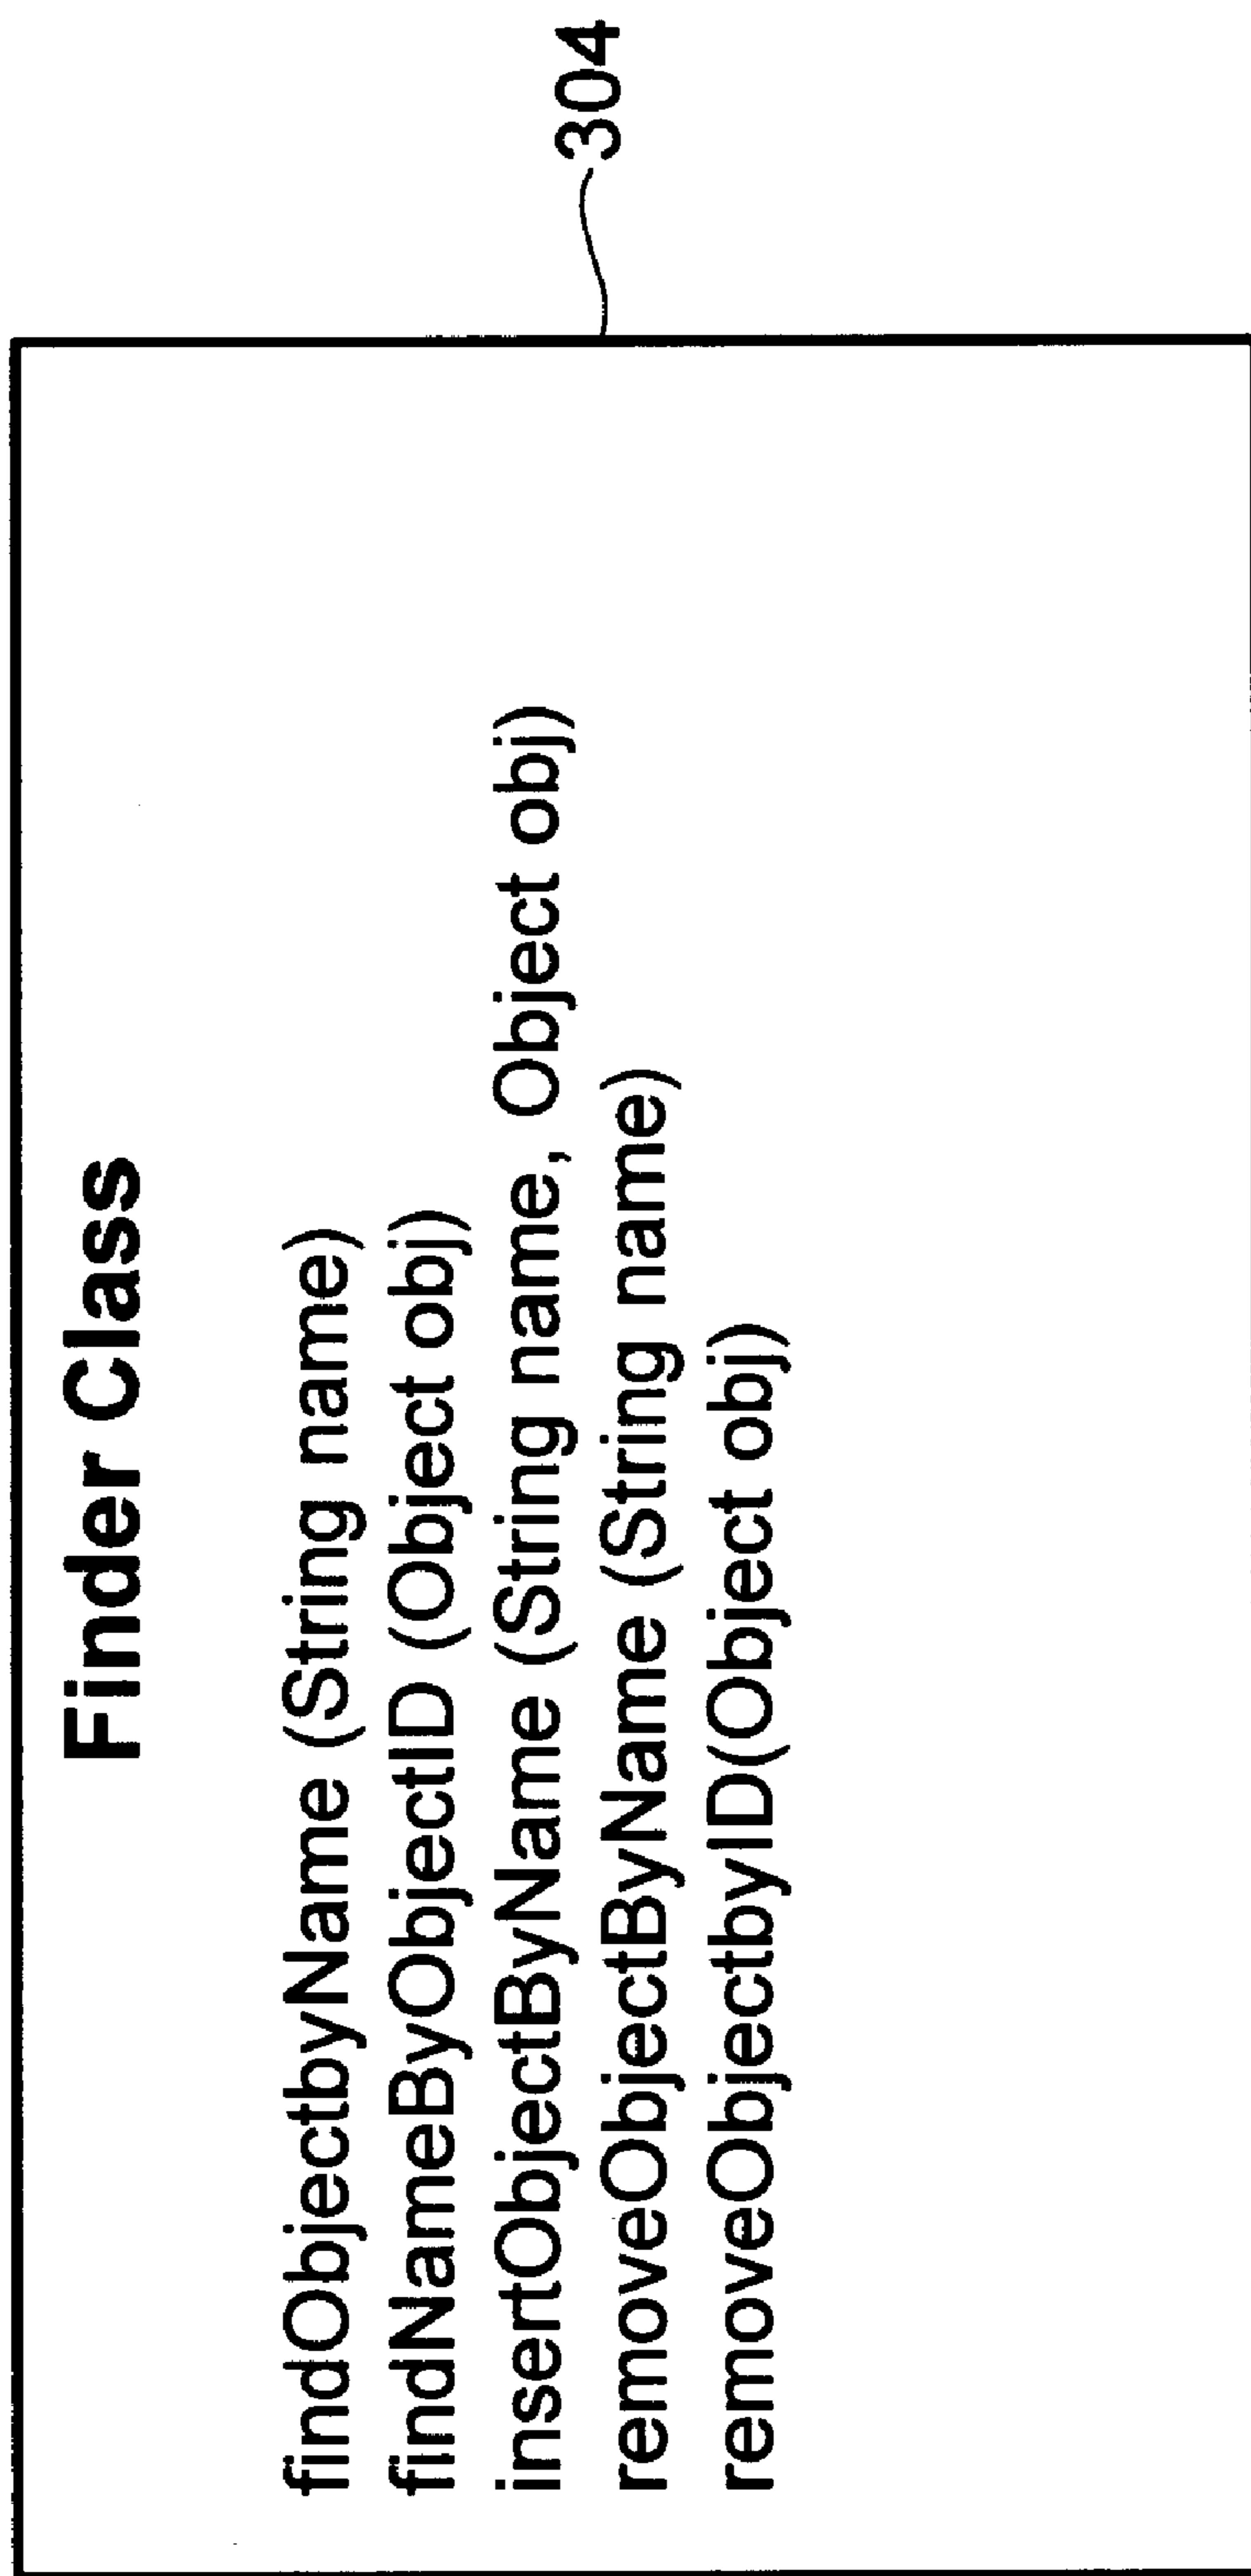 Finder Class
findObjectbyName (String name)
findNameByObjectID (Object obj)
insertObjectByName (String name, Object obj)
removeObjectByName (String name)
removeObjectbyID(Object obj)
304